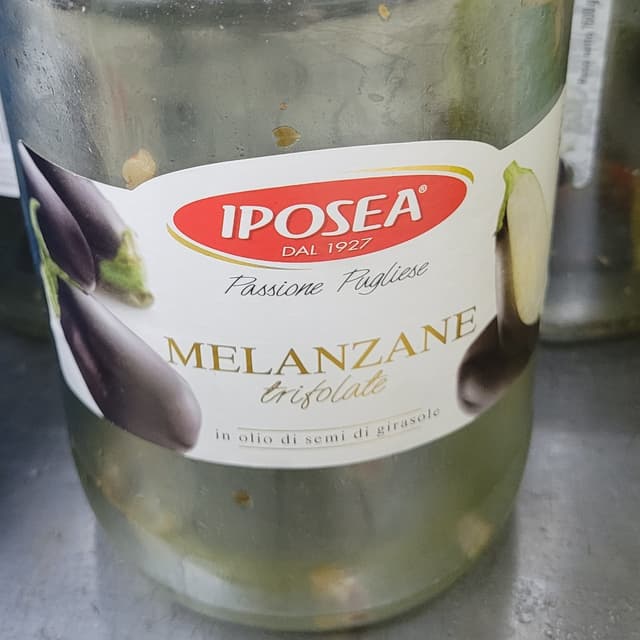 IPOSEA®
DAL 1927
Passione Pugliese
MELANZANE
trifolate
in olio di semi di girasole